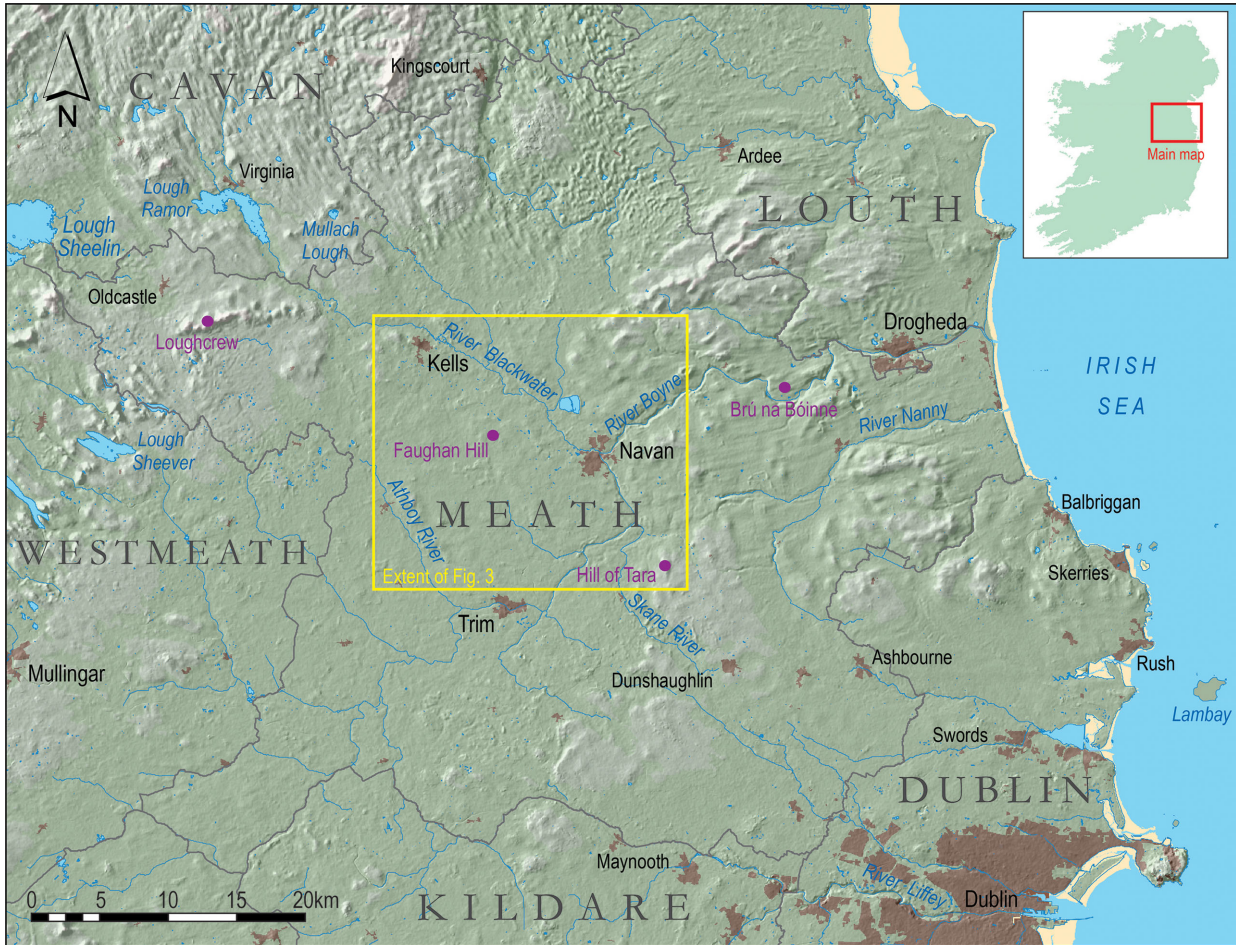 CAVAN
Kingscourt
N
Main map
Virginia
Ardee
Lough
Ramor
LOUTH
Lough
Sheelin
Mullach
Lough
Oldcastle
Loughcrew
Drogheda
River Blackwater
Kells
IRISH
SEA
River Boyne
Brú na Bóinne
River Nanny
Faughan Hill
Navan
Lough
Sheever
Athboy River
MEATH
Balbriggan
WESTMEATH
Skerries
Extent of Fig. 3
Hill of Tara
Trim
Skane River
Mullingar
Dunshaughlin
Ashbourne
Rush
Lambay
Swords
DUBLIN
Maynooth
River Liffey
Dublin
KILDARE
0 5 10 15 20km